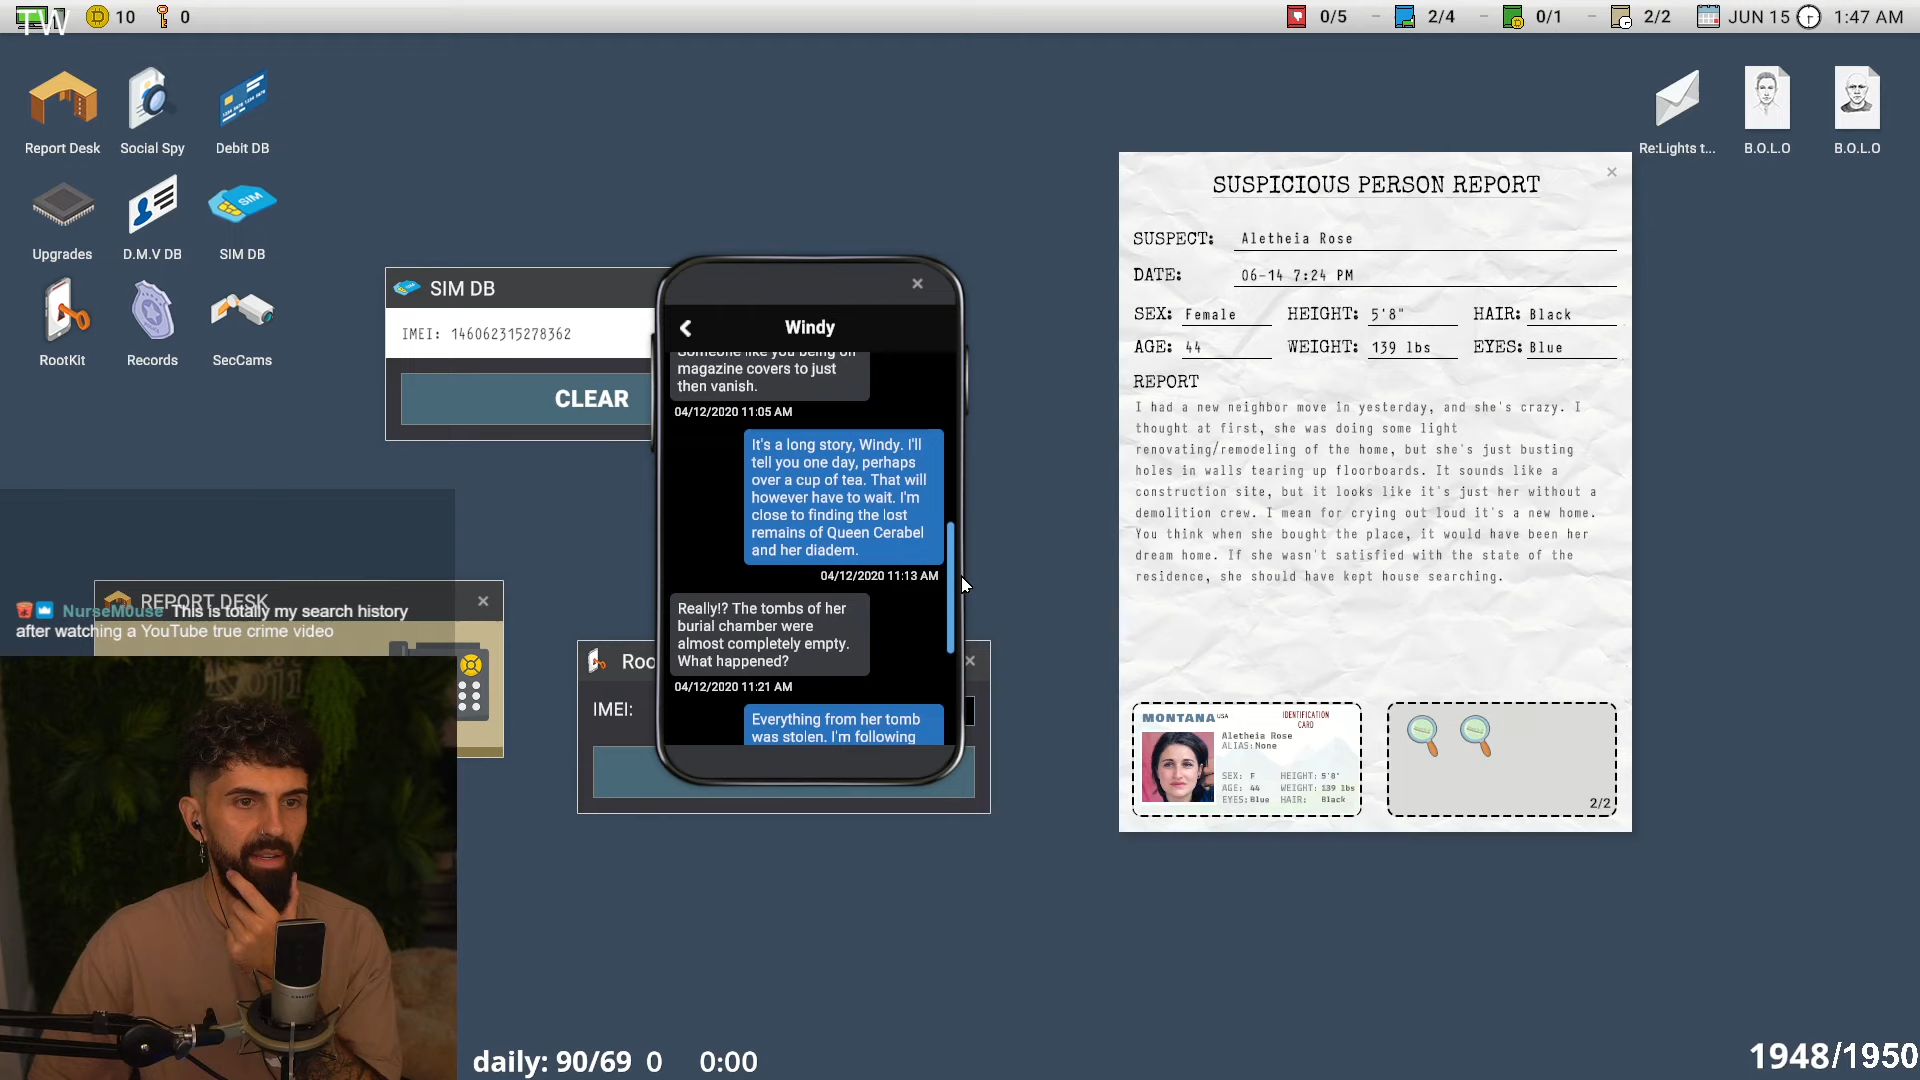 TW
10
0
0/5
2/4
0/1
2/2
JUN 15
1:47 AM
Report Desk
Social Spy
Debit DB
Upgrades
D.M.V DB
SIM DB
RootKit
Records
SecCams
Re:Lights t...
B.O.L.O
B.O.L.O
SIM DB
IMEI: 146062315278362
CLEAR
REPORT DESK
NurseM0use This is totally my search history
after watching a YouTube true crime video
Roo
IMEI:
Windy
Someone like you being on
magazine covers to just
then vanish.
04/12/2020 11:05 AM
It's a long story, Windy. I'll
tell you one day, perhaps
over a cup of tea. That will
however have to wait. I'm
close to finding the lost
remains of Queen Cerabel
and her diadem.
04/12/2020 11:13 AM
Really!? The tombs of her
burial chamber were
almost completely empty.
What happened?
04/12/2020 11:21 AM
Everything from her tomb
was stolen. I'm following
SUSPICIOUS PERSON REPORT
SUSPECT: Aletheia Rose
DATE: 06-14 7:24 PM
SEX: Female HEIGHT: 5'8" HAIR: Black
AGE: 44 WEIGHT: 139 lbs EYES: Blue
REPORT
I had a new neighbor move in yesterday, and she's crazy. I
thought at first, she was doing some light
renovating/remodeling of the home, but she's just busting
holes in walls tearing up floorboards. It sounds like a
construction site, but it looks like it's just her without a
demolition crew. I mean for crying out loud it's a new home.
You think when she bought the place, it would have been her
dream home. If she wasn't satisfied with the state of the
residence, she should have kept house searching.
MONTANA USA IDENTIFICATION CARD
Aletheia Rose
ALIAS: None
SEX: F HEIGHT: 5'8"
AGE: 44 WEIGHT: 139 lbs
EYES: Blue HAIR: Black
2/2
daily: 90/69 0 0:00
1948/1950